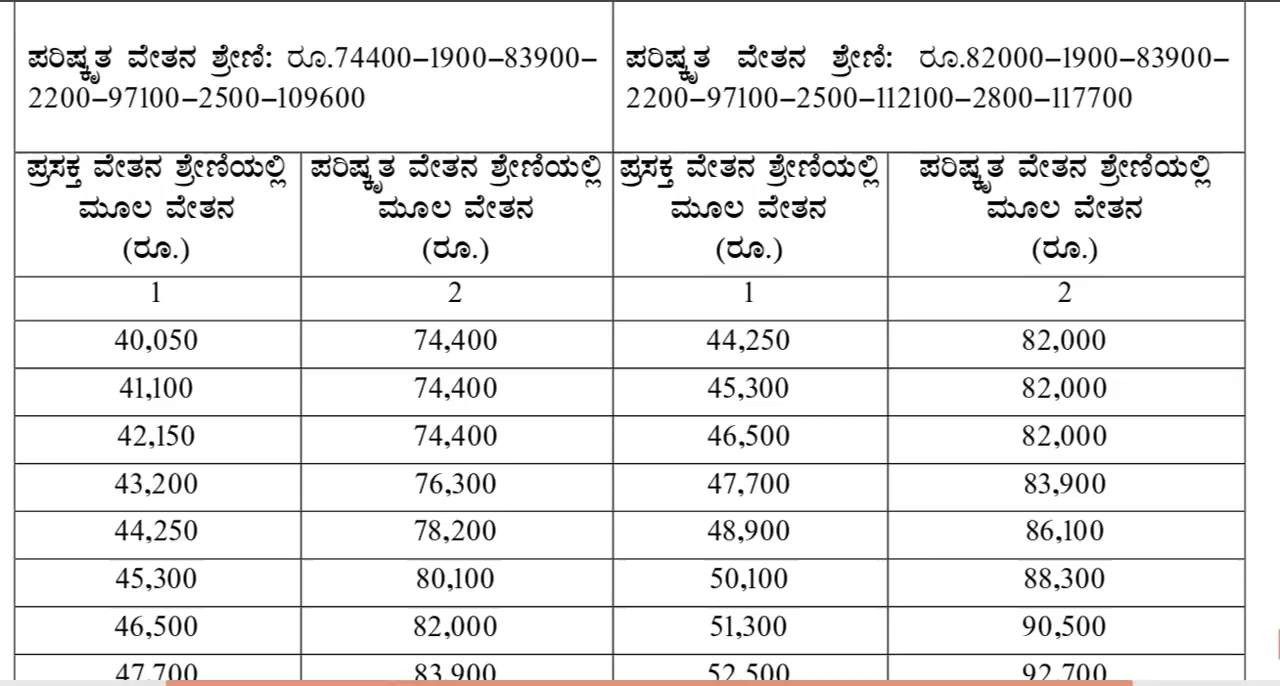 ಪರಿಷ್ಕೃತ ವೇತನ ಶ್ರೇಣಿ: ರೂ.74400–1900–83900–
2200–97100–2500–109600
ಪರಿಷ್ಕೃತ ವೇತನ ಶ್ರೇಣಿ: ರೂ.82000–1900–83900–
2200–97100–2500–112100–2800–117700
ಪ್ರಸಕ್ತ ವೇತನ ಶ್ರೇಣಿಯಲ್ಲಿ ಪರಿಷ್ಕೃತ ವೇತನ ಶ್ರೇಣಿಯಲ್ಲಿ ಪ್ರಸಕ್ತ ವೇತನ ಶ್ರೇಣಿಯಲ್ಲಿ ಪರಿಷ್ಕೃತ ವೇತನ ಶ್ರೇಣಿಯಲ್ಲಿ
ಮೂಲ ವೇತನ ಮೂಲ ವೇತನ ಮೂಲ ವೇತನ ಮೂಲ ವೇತನ
(ರೂ.) (ರೂ.) (ರೂ.) (ರೂ.)
1 2 1 2
40,050 74,400 44,250 82,000
41,100 74,400 45,300 82,000
42,150 74,400 46,500 82,000
43,200 76,300 47,700 83,900
44,250 78,200 48,900 86,100
45,300 80,100 50,100 88,300
46,500 82,000 51,300 90,500
47,700 83,900 52,500 92,700